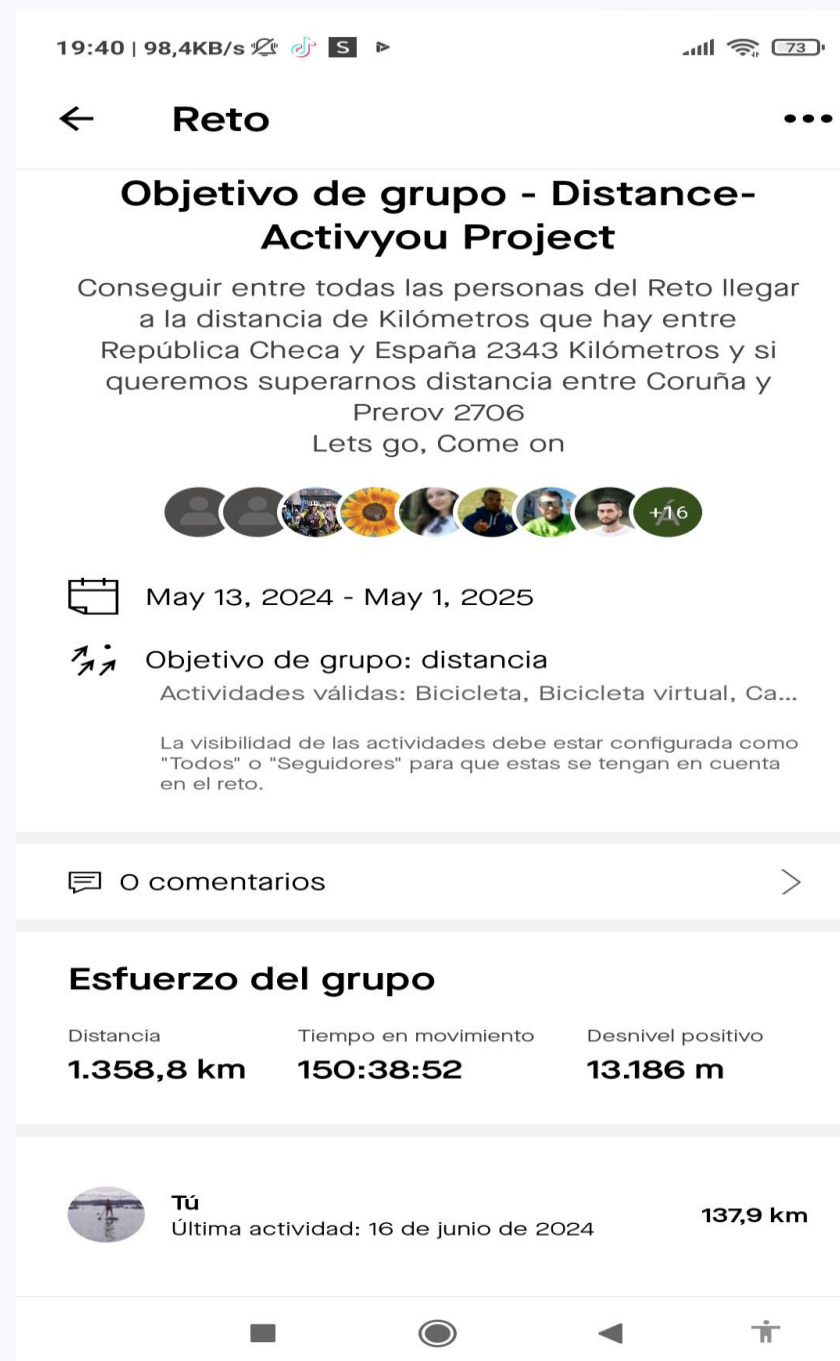 19:40 | 98,4KB/s S
73
Reto
Objetivo de grupo - Distance-
Activyou Project
Conseguir entre todas las personas del Reto llegar
a la distancia de Kilómetros que hay entre
República Checa y España 2343 Kilómetros y si
queremos superarnos distancia entre Coruña y
Prerov 2706
Lets go, Come on
+16
May 13, 2024 - May 1, 2025
Objetivo de grupo: distancia
Actividades válidas: Bicicleta, Bicicleta virtual, Ca...
La visibilidad de las actividades debe estar configurada como
"Todos" o "Seguidores" para que estas se tengan en cuenta
en el reto.
0 comentarios
Esfuerzo del grupo
Distancia Tiempo en movimiento Desnivel positivo
1.358,8 km 150:38:52 13.186 m
Tú
Última actividad: 16 de junio de 2024
137,9 km